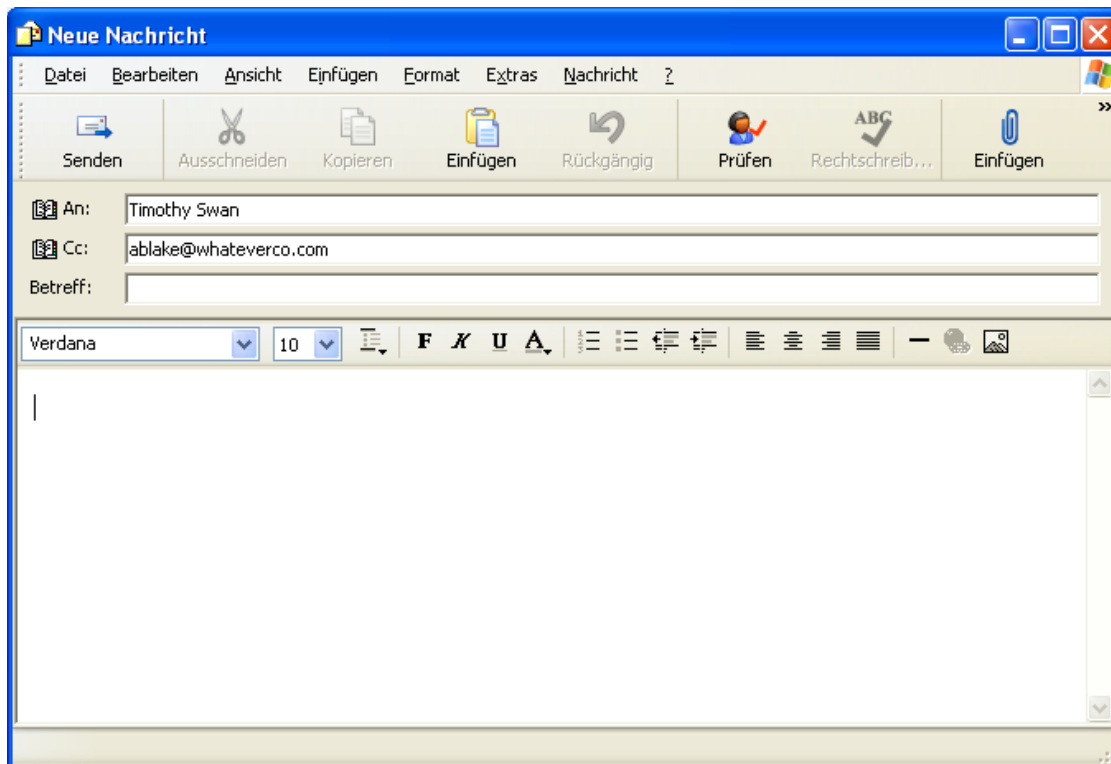 Neue Nachricht
Datei Bearbeiten Ansicht Einfügen Format Extras Nachricht ?
Senden Ausschneiden Kopieren Einfügen Rückgängig Prüfen ABC Rechtschreib... Einfügen »
An: Timothy Swan
Cc: ablake@whateverco.com
Betreff:
Verdana 10 F K U A